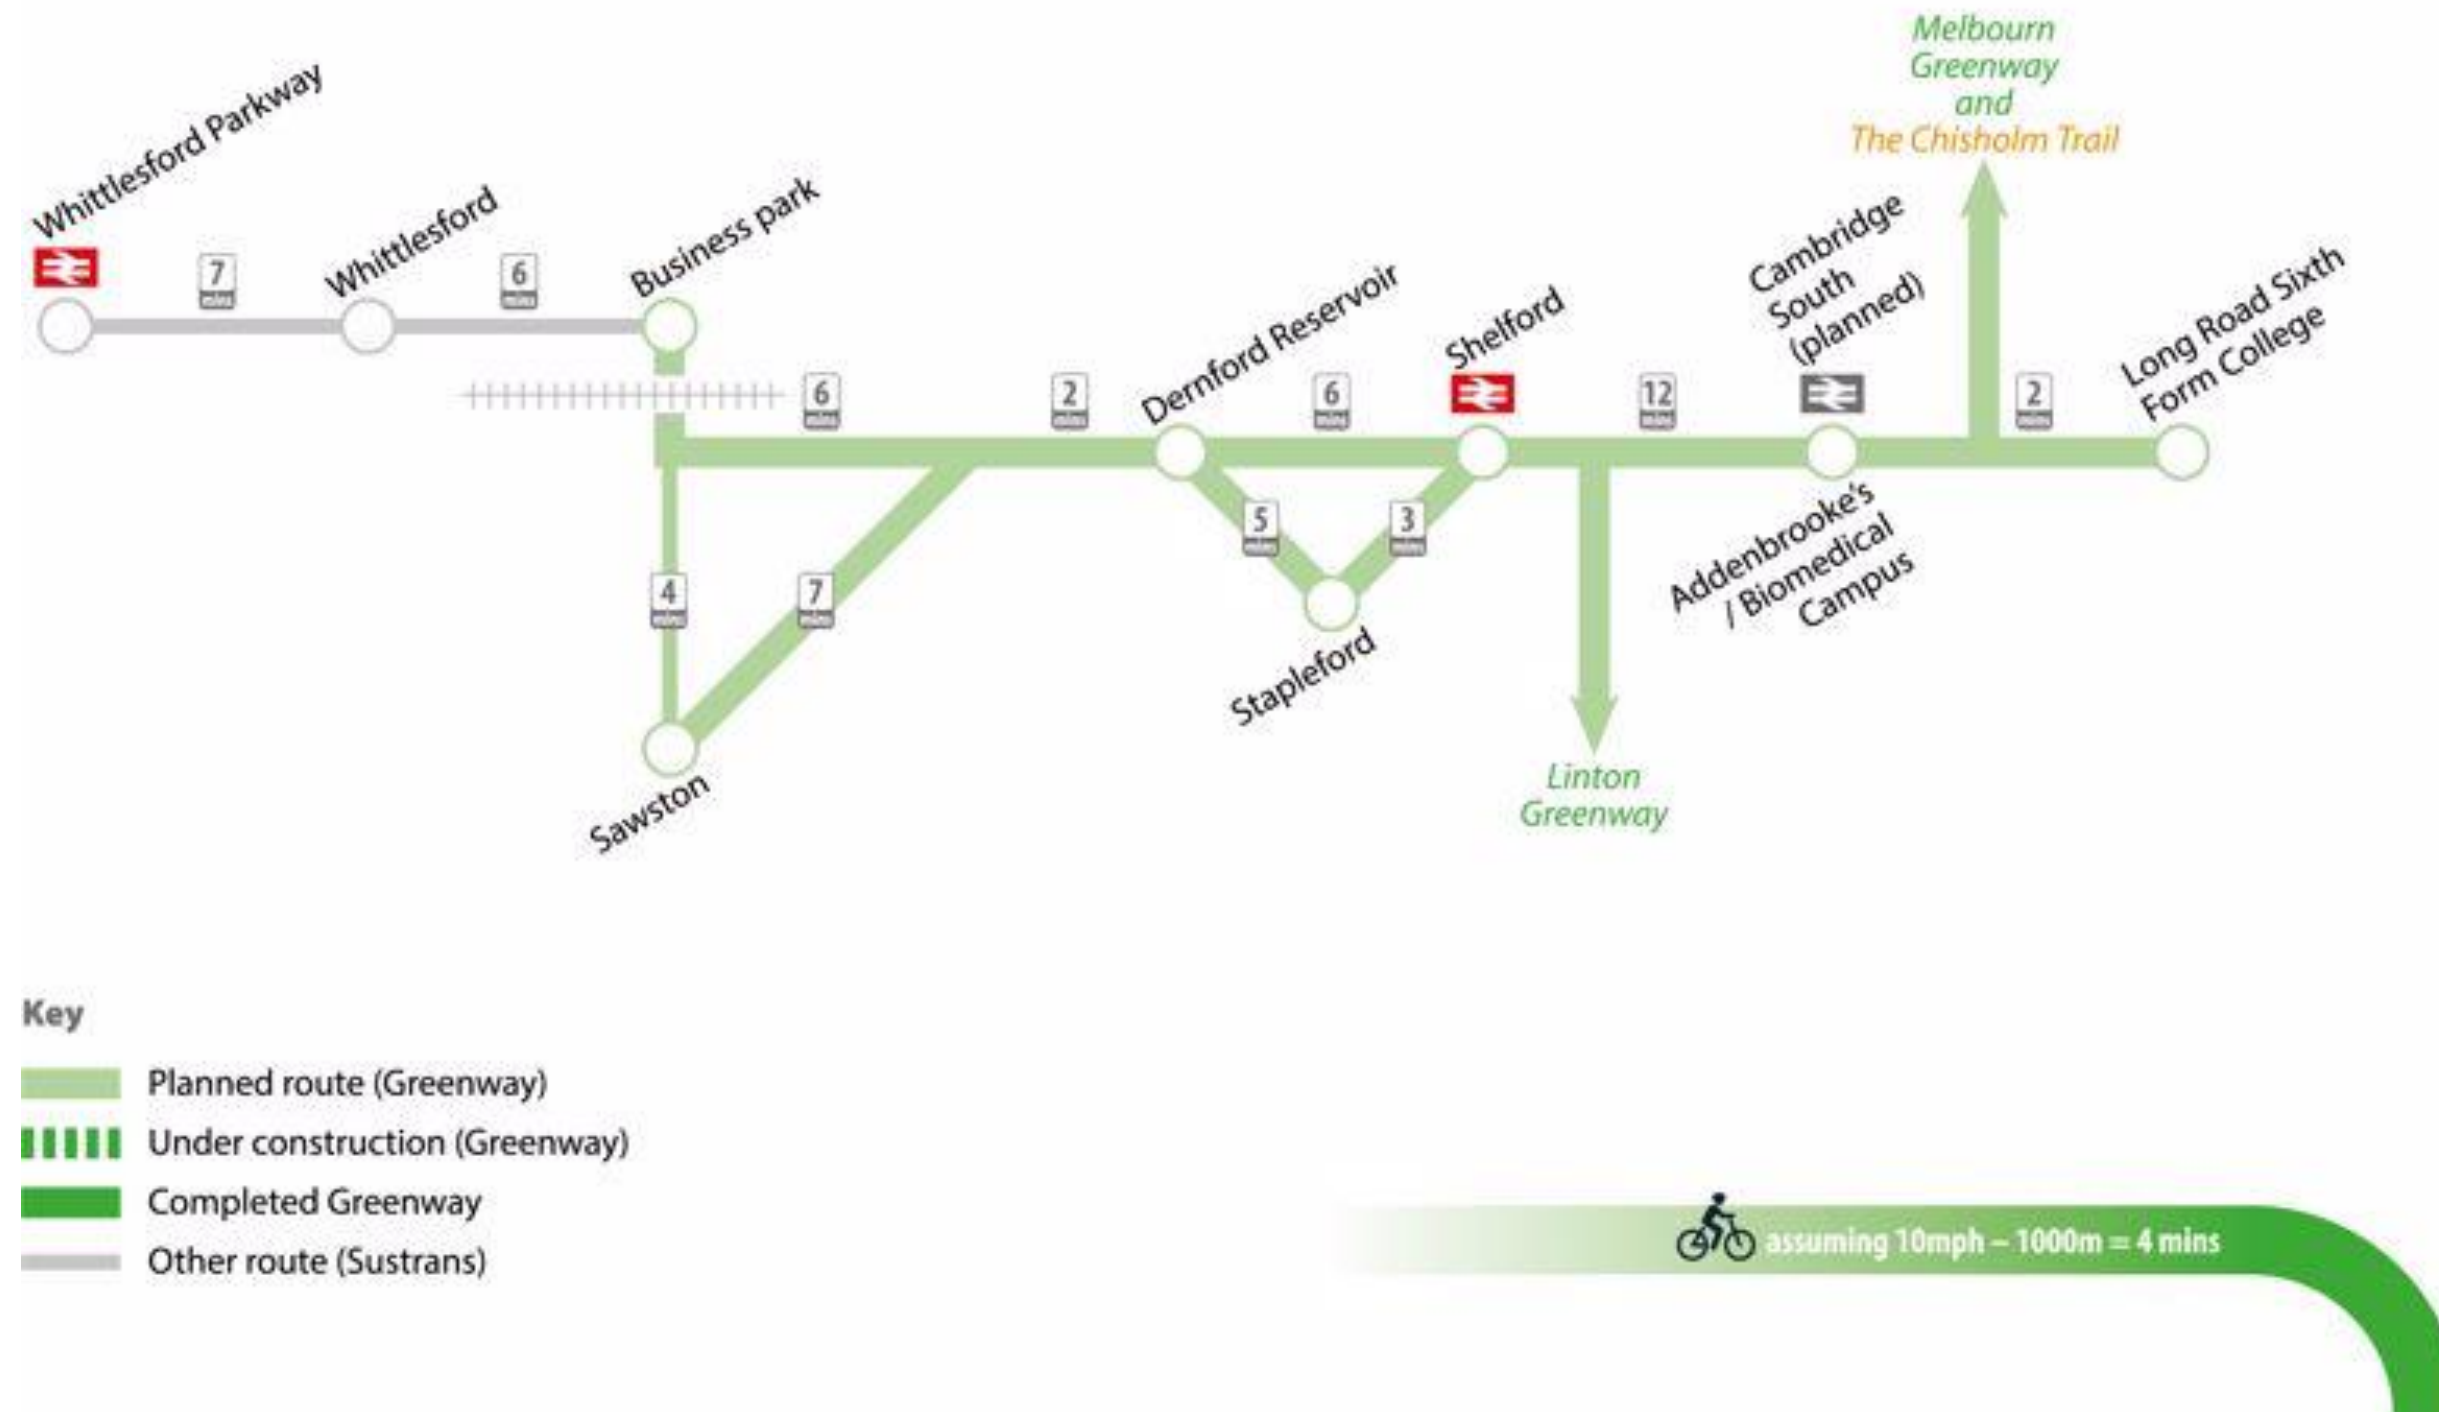 Melbourn
Greenway
and
The Chisholm Trail
Whittlesford Parkway
Whittlesford
Business park
Dernford Reservoir
Shelford
Cambridge
South
(planned)
Long Road Sixth
Form College
7
mins
6
mins
6
mins
2
mins
6
mins
12
mins
2
mins
5
mins
3
mins
4
mins
7
mins
Addenbrooke's
/ Biomedical
Campus
Stapleford
Sawston
Linton
Greenway
Key
Planned route (Greenway)
Under construction (Greenway)
Completed Greenway
Other route (Sustrans)
assuming 10mph – 1000m = 4 mins